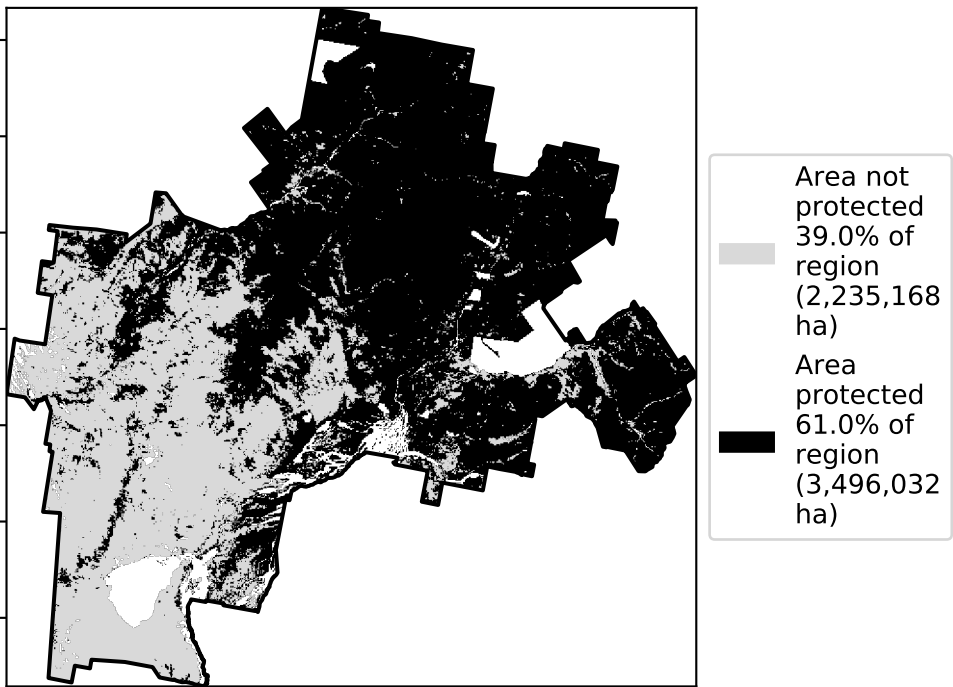 Area not
protected
39.0% of
region
(2,235,168
ha)
Area
protected
61.0% of
region
(3,496,032
ha)